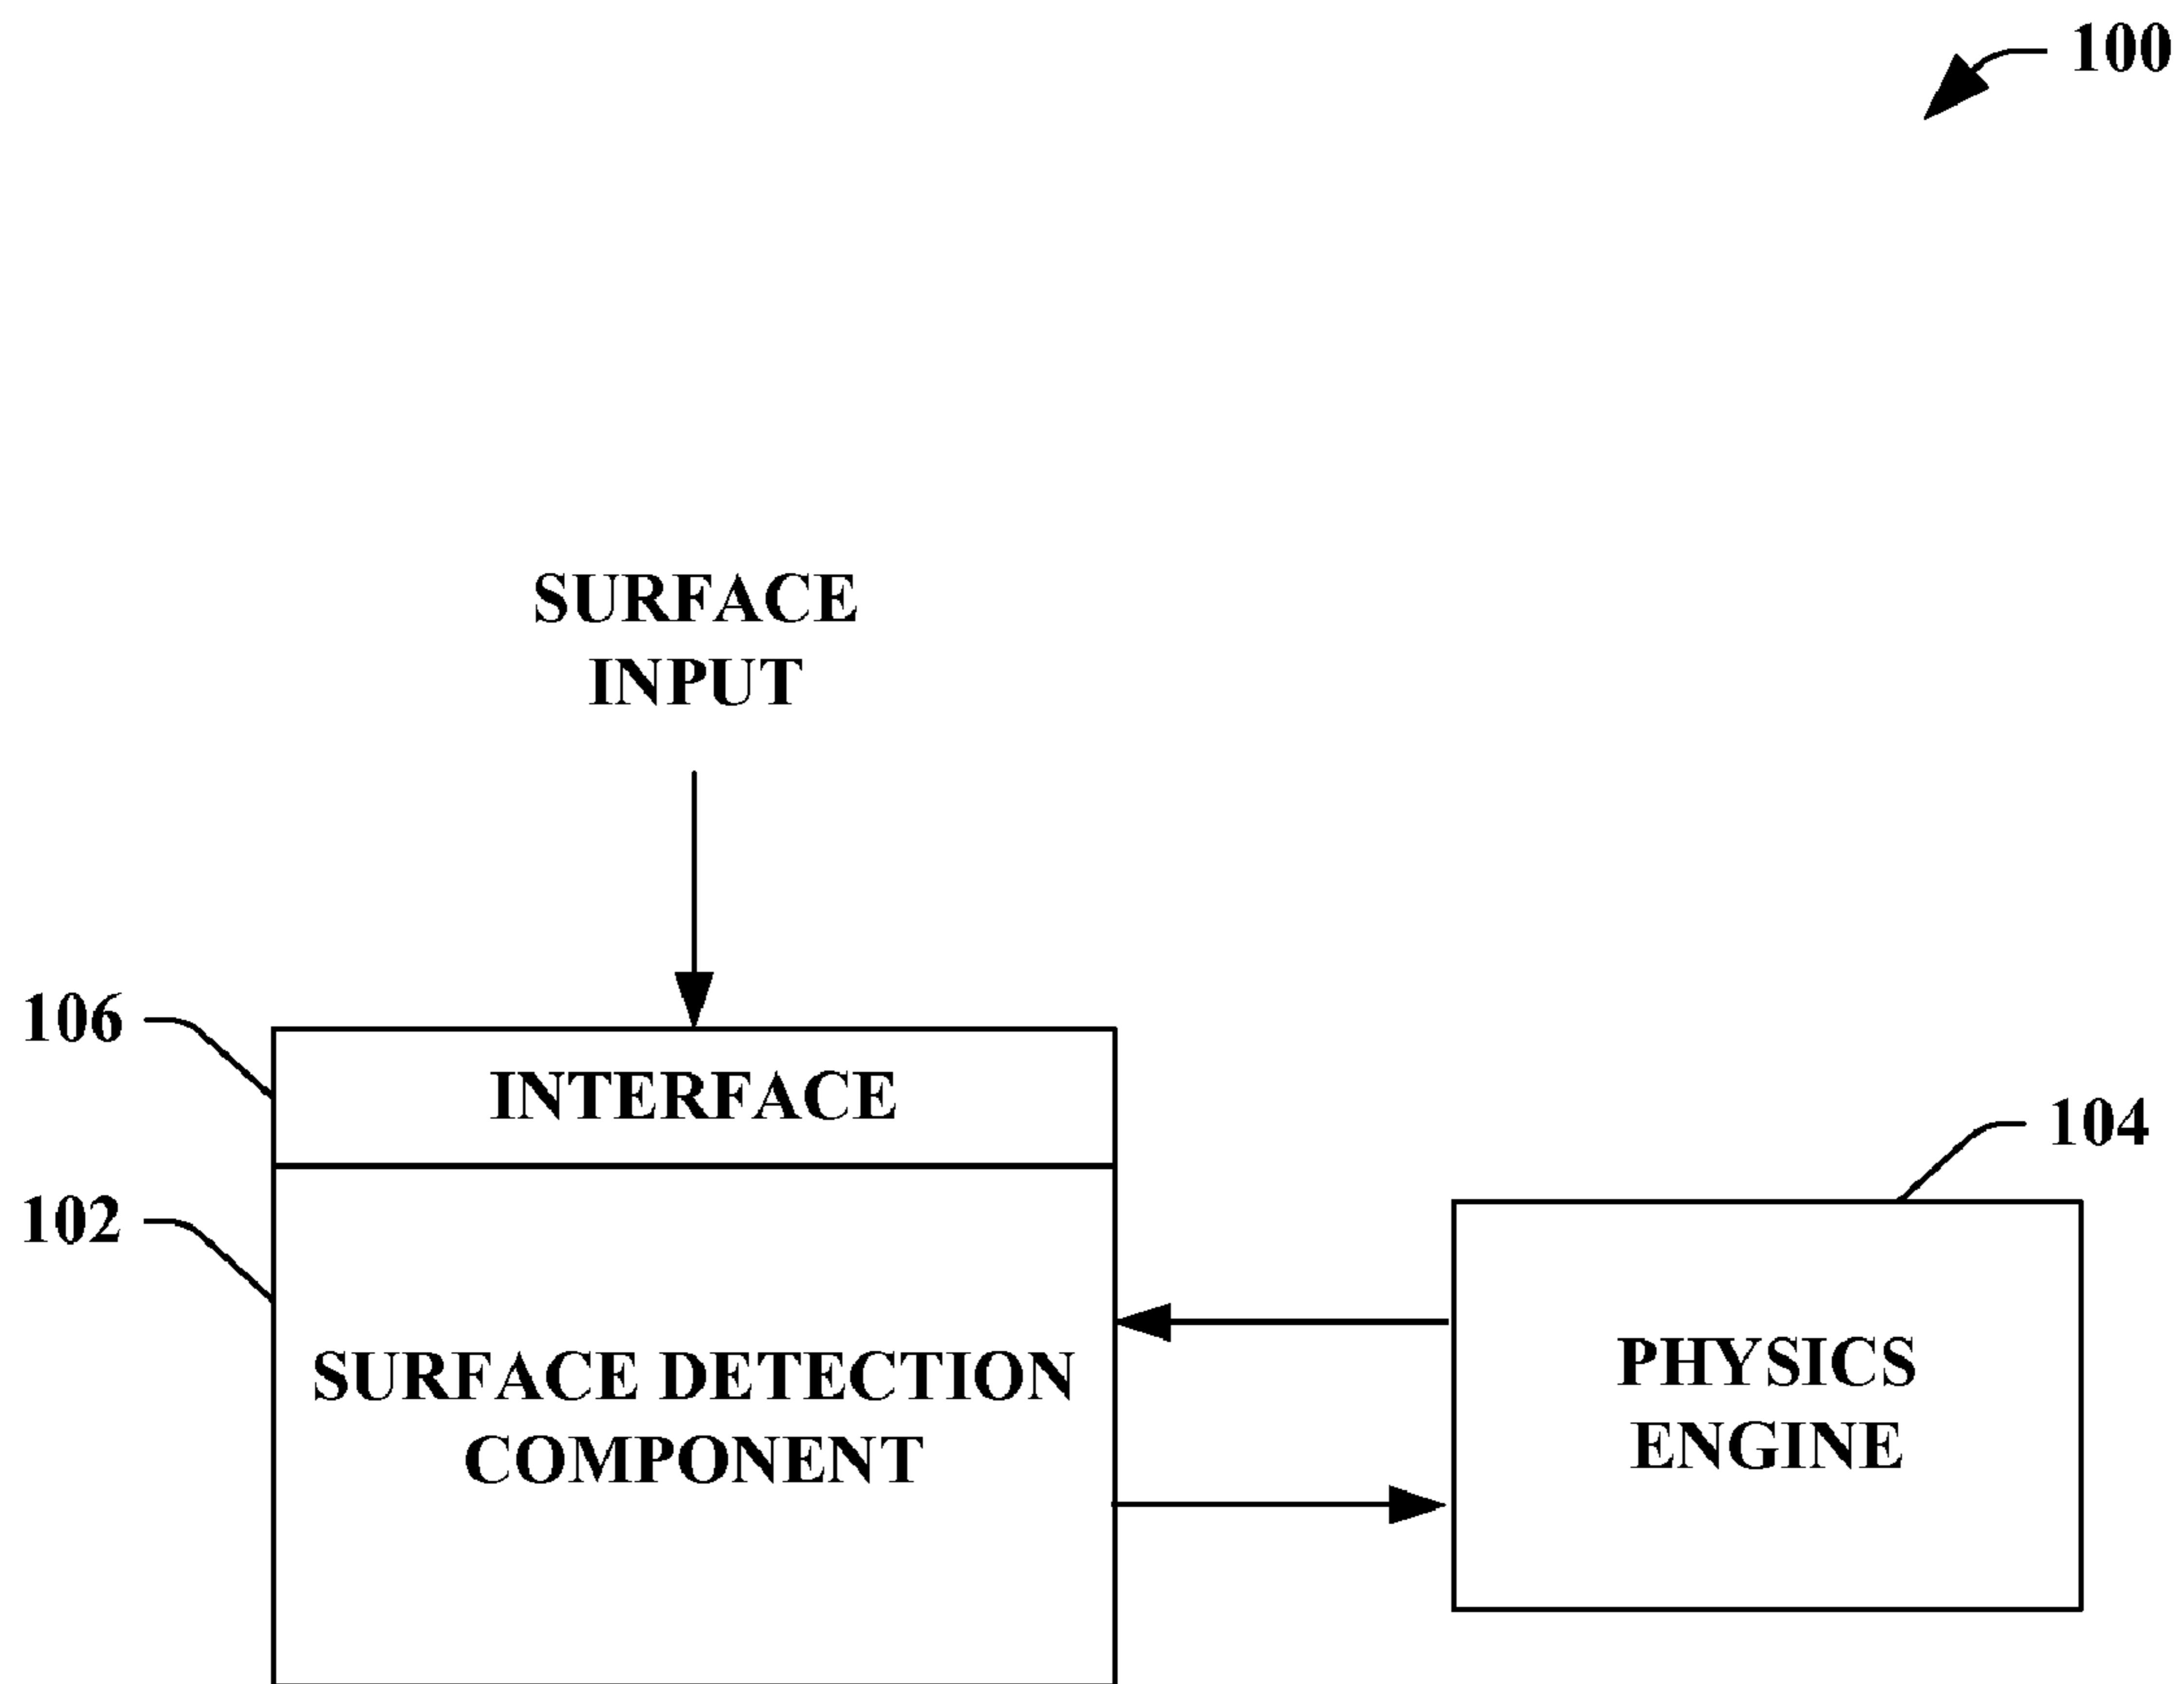 100
SURFACE
INPUT
106
INTERFACE
104
102
SURFACE DETECTION
COMPONENT
PHYSICS
ENGINE